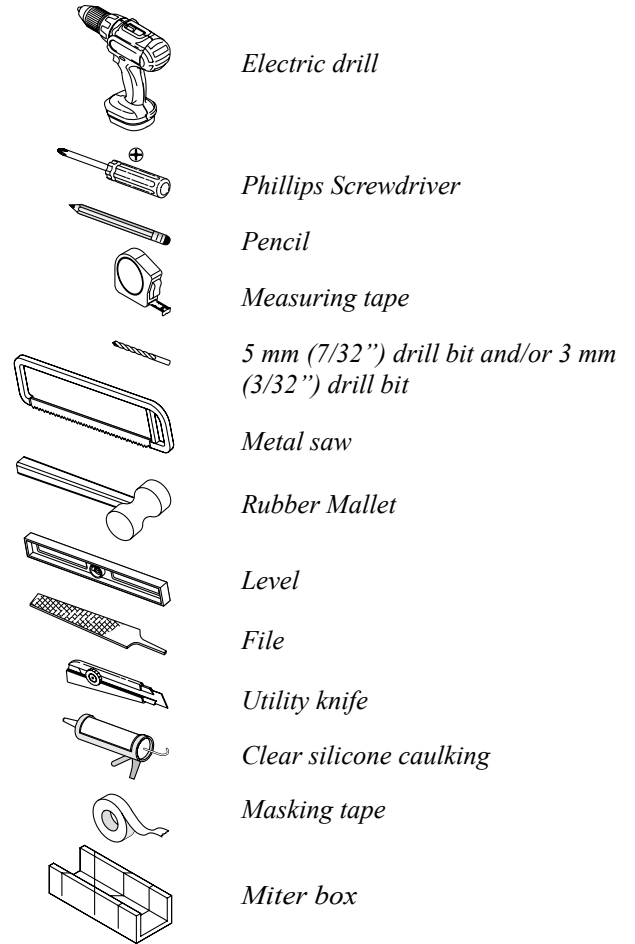 Electric drill
Phillips Screwdriver
Pencil
Measuring tape
5 mm (7/32”) drill bit and/or 3 mm
(3/32”) drill bit
Metal saw
Rubber Mallet
Level
File
Utility knife
Clear silicone caulking
Masking tape
Miter box